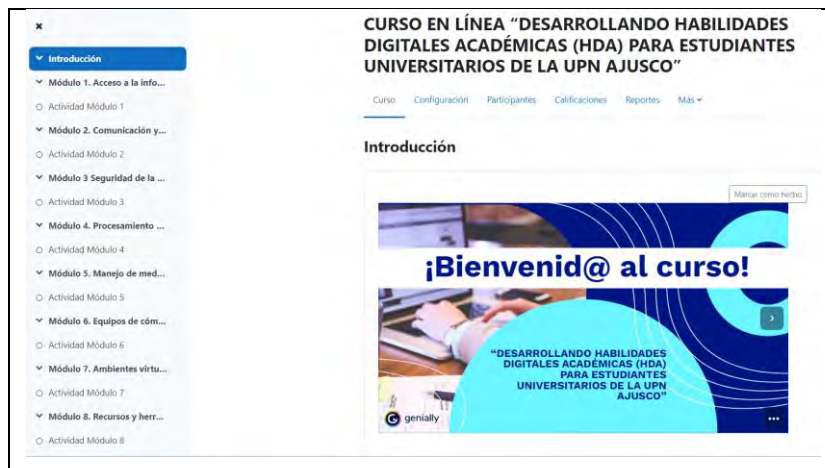 Introducción
Módulo 1. Acceso a la info...
Actividad Módulo 1
Módulo 2. Comunicación y...
Actividad Módulo 2
Módulo 3 Seguridad de la ...
Actividad Módulo 3
Módulo 4. Procesamiento ...
Actividad Módulo 4
Módulo 5. Manejo de med...
Actividad Módulo 5
Módulo 6. Equipos de cóm...
Actividad Módulo 6
Módulo 7. Ambientes virtu...
Actividad Módulo 7
Módulo 8. Recursos y herr...
Actividad Módulo 8
CURSO EN LÍNEA “DESARROLLANDO HABILIDADES
DIGITALES ACADÉMICAS (HDA) PARA ESTUDIANTES
UNIVERSITARIOS DE LA UPN AJUSCO”
Curso Configuración Participantes Calificaciones Reportes Más
Introducción
Marcar como hecho
¡Bienvenid@ al curso!
“DESARROLLANDO HABILIDADES
DIGITALES ACADÉMICAS (HDA)
PARA ESTUDIANTES
UNIVERSITARIOS DE LA UPN
AJUSCO”
genially